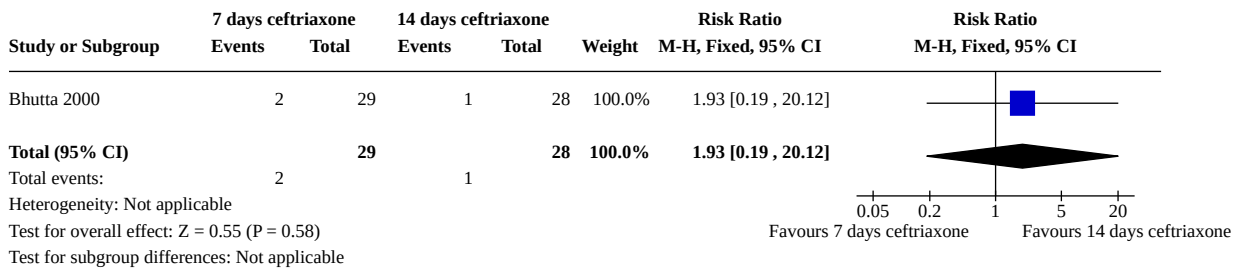 7 days ceftriaxone 14 days ceftriaxone Risk Ratio Risk Ratio
Study or Subgroup Events Total Events Total Weight M-H, Fixed, 95% CI M-H, Fixed, 95% CI
Bhutta 2000 2 29 1 28 100.0% 1.93 [0.19 , 20.12]
Total (95% CI) 29 28 100.0% 1.93 [0.19 , 20.12]
Total events: 2 1
Heterogeneity: Not applicable
0.05 0.2 1 5 20
Test for overall effect: Z = 0.55 (P = 0.58) Favours 7 days ceftriaxone Favours 14 days ceftriaxone
Test for subgroup differences: Not applicable